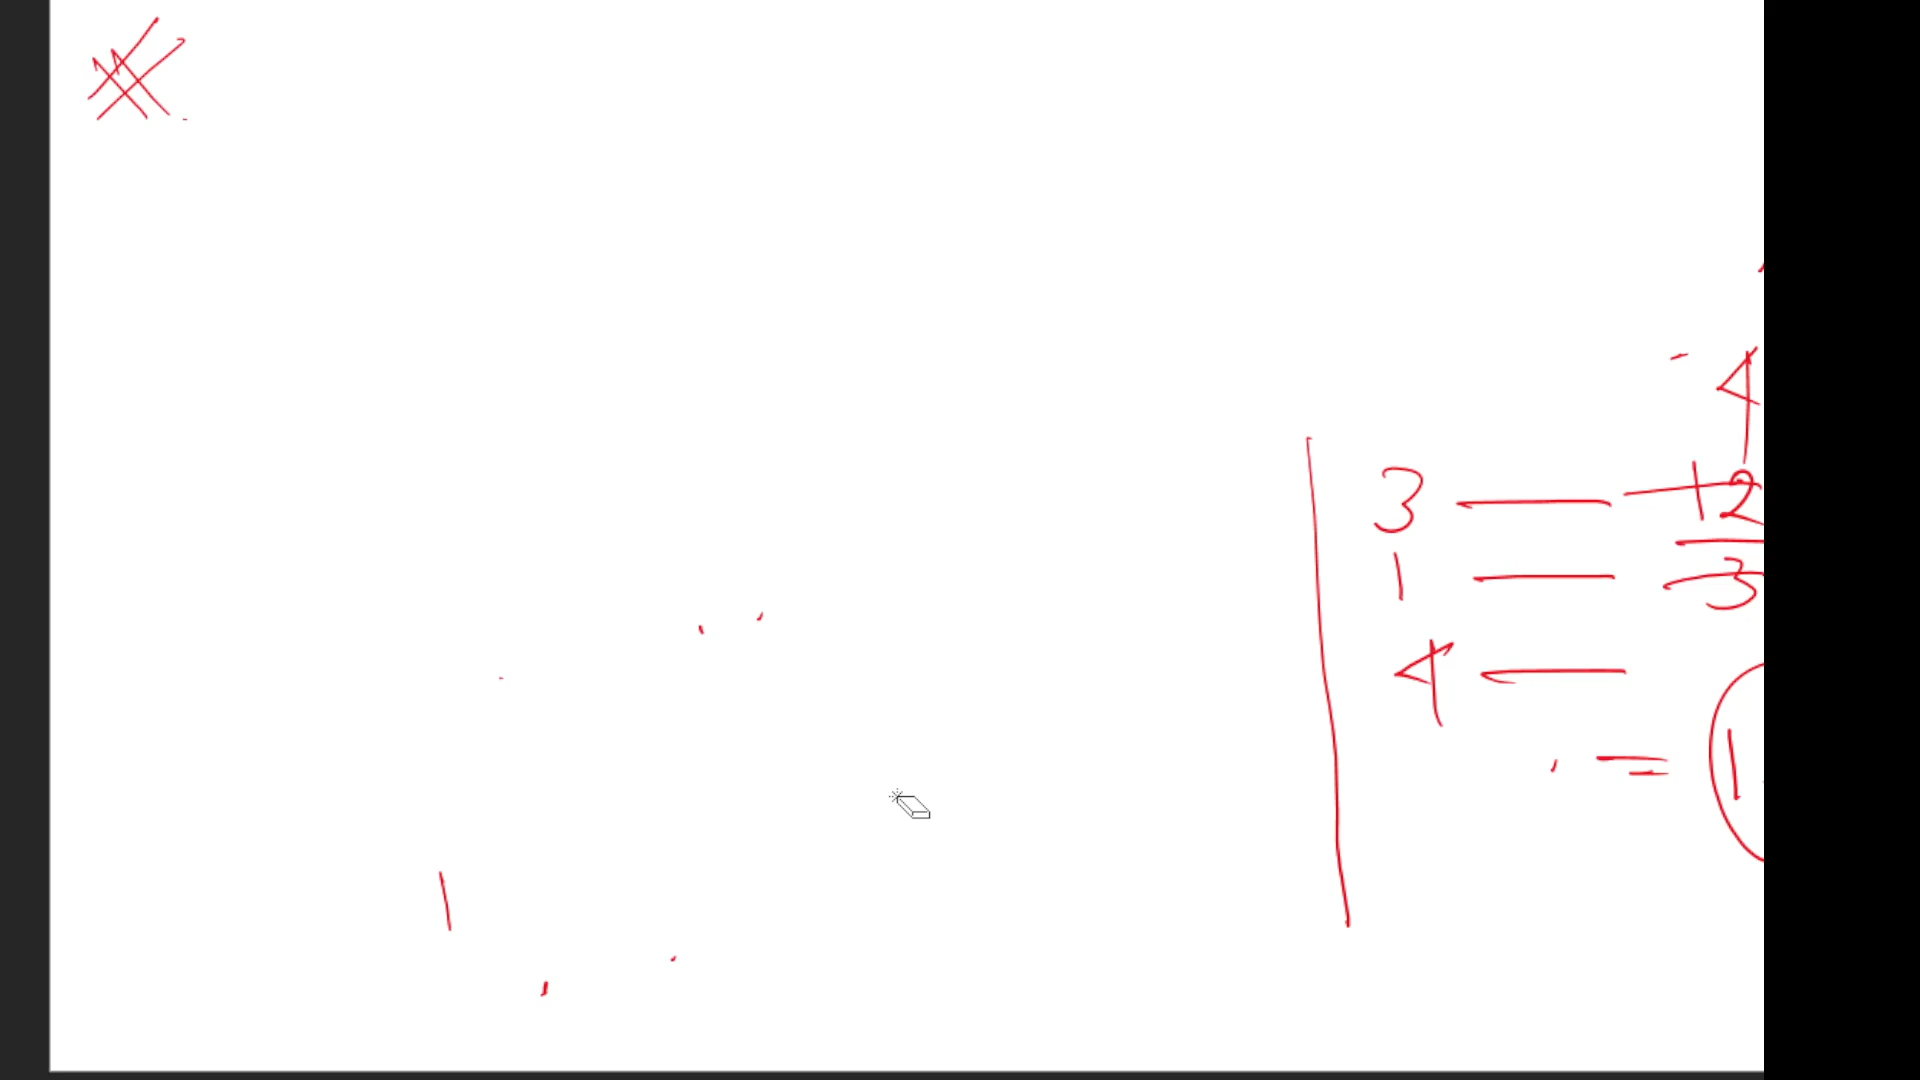 4
3 — +2
1 — 3
4 —
= 1